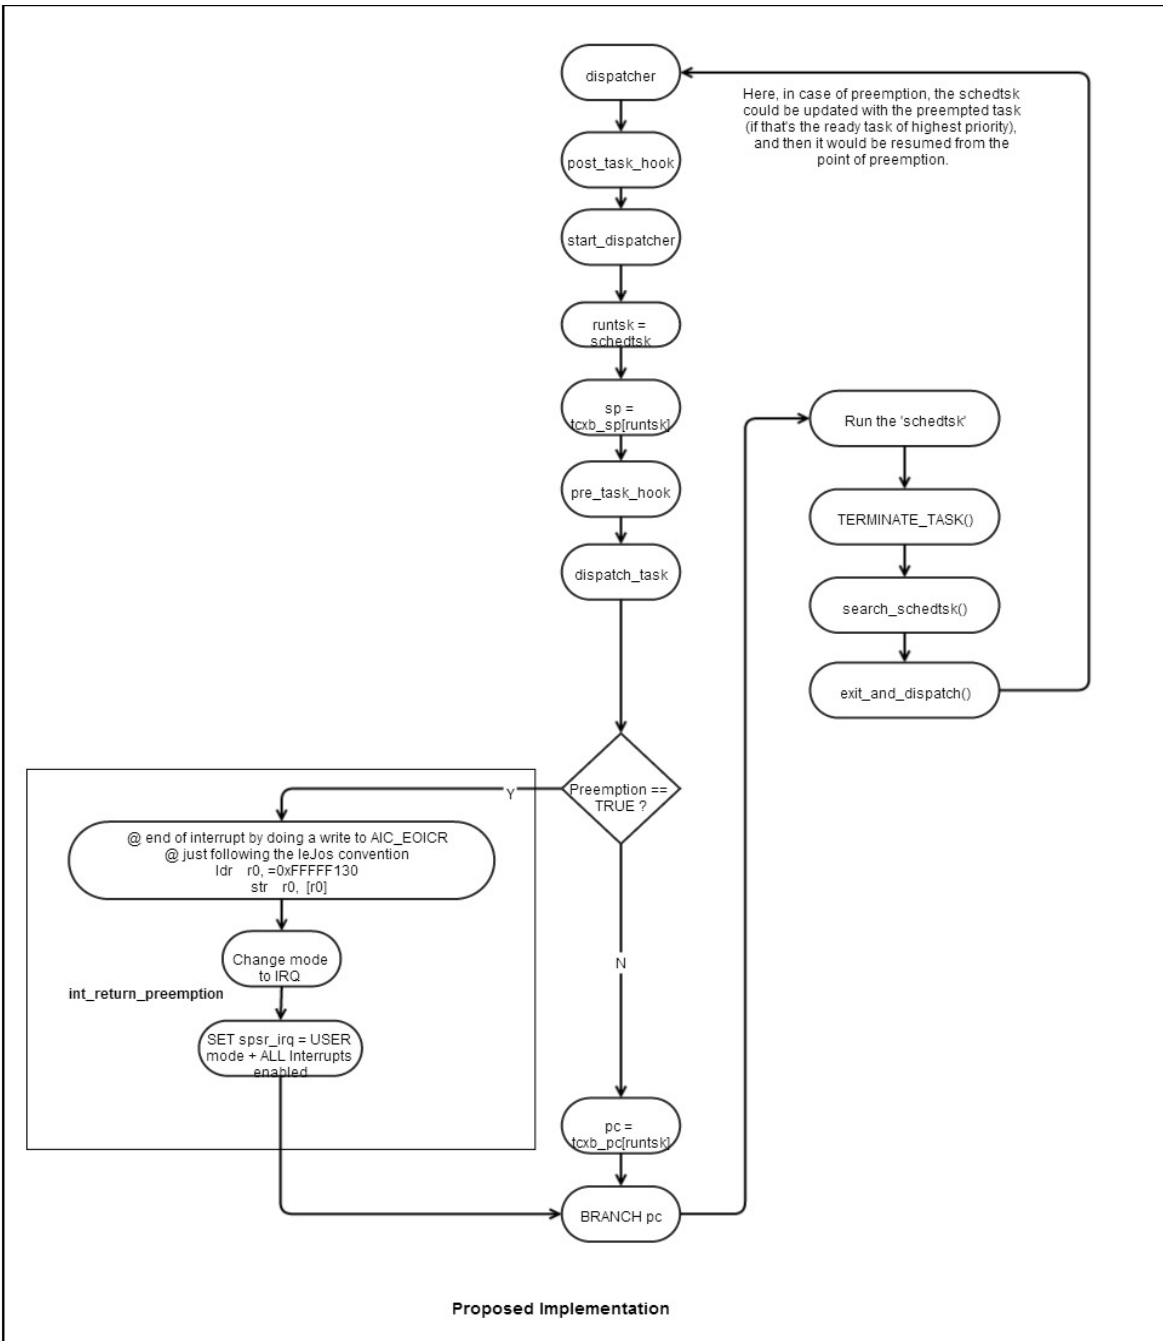 dispatcher
Here, in case of preemption, the schedtsk
could be updated with the preempted task
(if that's the ready task of highest priority),
and then it would be resumed from the
point of preemption.
post_task_hook
start_dispatcher
runtsk =
schedtsk
sp =
tcxb_sp[runtsk]
pre_task_hook
dispatch_task
Run the 'schedtsk'
TERMINATE_TASK()
search_schedtsk()
exit_and_dispatch()
Preemption ==
TRUE ?
Y
@ end of interrupt by doing a write to AIC_EOICR
@ just following the leJos convention
ldr r0, =0xFFFFF130
str r0, [r0]
Change mode
to IRQ
int_return_preemption
SET spsr_irq = USER
mode + ALL Interrupts
enabled
N
pc =
tcxb_pc[runtsk]
BRANCH pc
Proposed Implementation